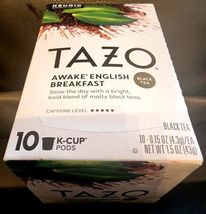 KEURIG
TAZO®
AWAKE® ENGLISH
BREAKFAST
BLACK
TEA
Seize the day with a bright,
bold blend of malty black teas.
CAFFEINE LEVEL
10 K-CUP®
PODS
BLACK TEA
10 - 0.15 OZ (4.3g)/EA
NET WT 1.5 OZ (43g)